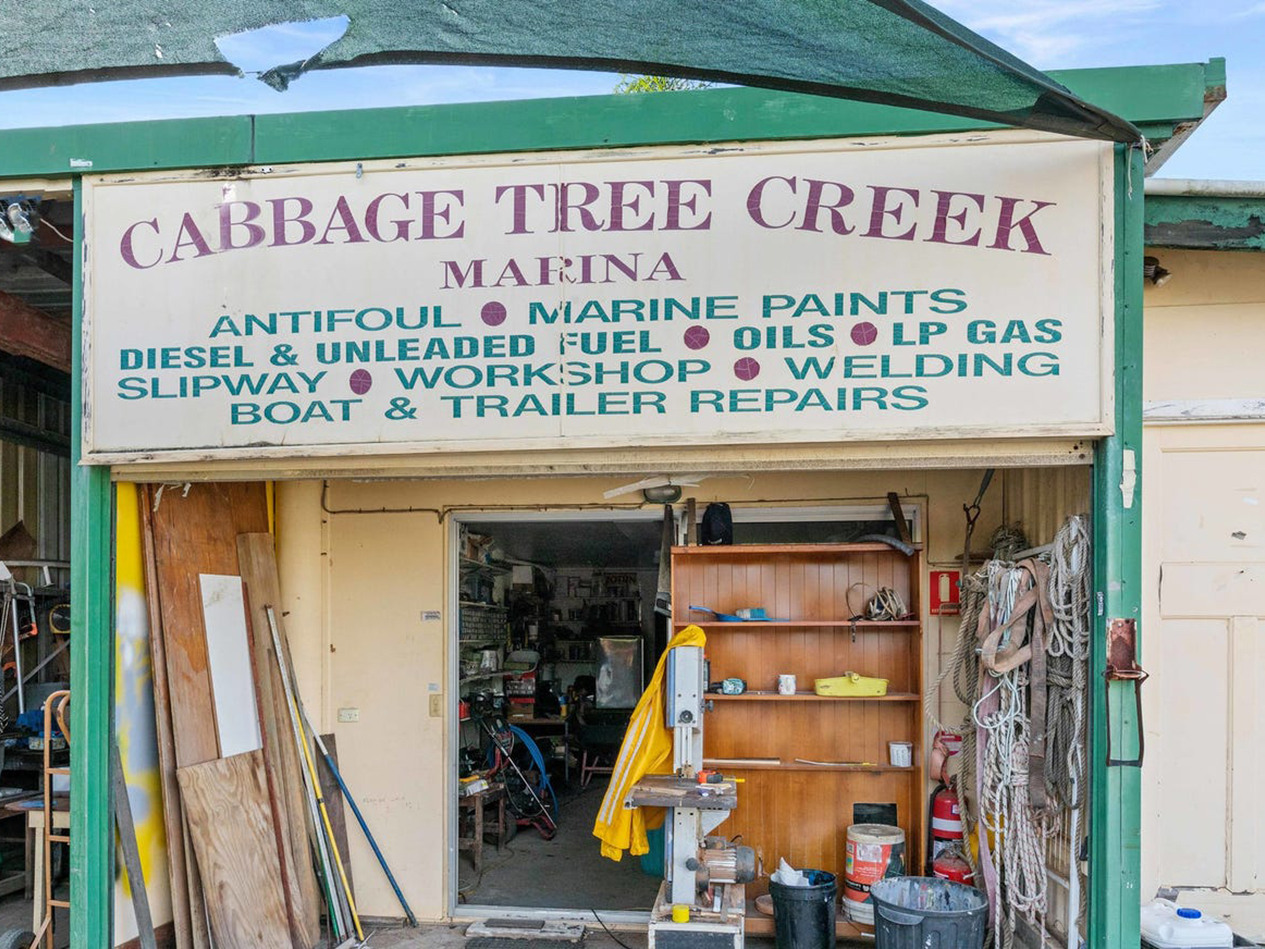 CABBAGE TREE CREEK
MARINA
ANTIFOUL ● MARINE PAINTS
DIESEL & UNLEADED FUEL ● OILS ● LP GAS
SLIPWAY ● WORKSHOP ● WELDING
BOAT & TRAILER REPAIRS